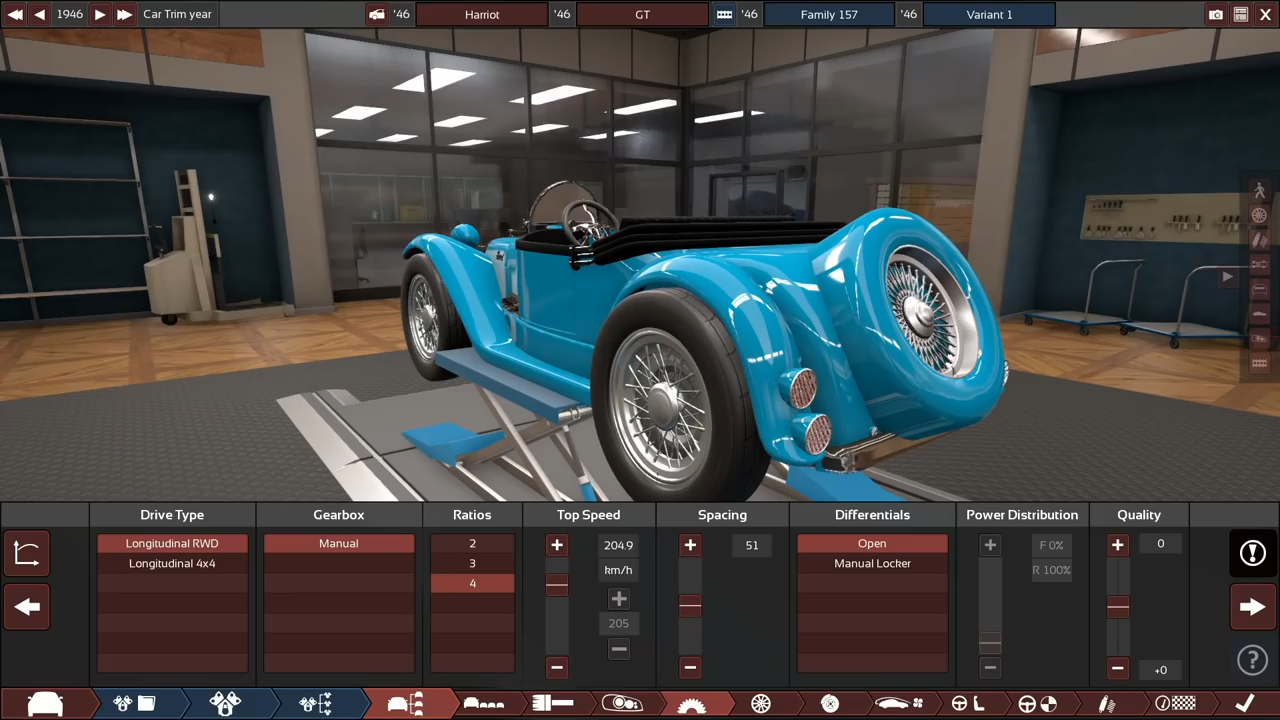 1946 Car Trim year '46 Harriot '46 GT '46 Family 157 '46 Variant 1
Drive Type Gearbox Ratios Top Speed Spacing Differentials Power Distribution Quality
Longitudinal RWD Manual 2 204.9 51 Open F 0% 0
Longitudinal 4x4 3 km/h Manual Locker R 100%
4
205
+0